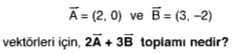 A⃗ = (2, 0) ve B⃗ = (3, −2)
vektörleri için, 2A⃗ + 3B⃗ toplamı nedir?